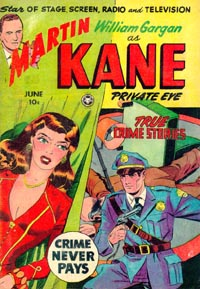 Star OF STAGE, SCREEN, RADIO and TELEVISION
William Gargan
as
MARTIN
KANE
PRIVATE EYE
JUNE
10¢
TRUE
CRIME STORIES
CRIME
NEVER
PAYS